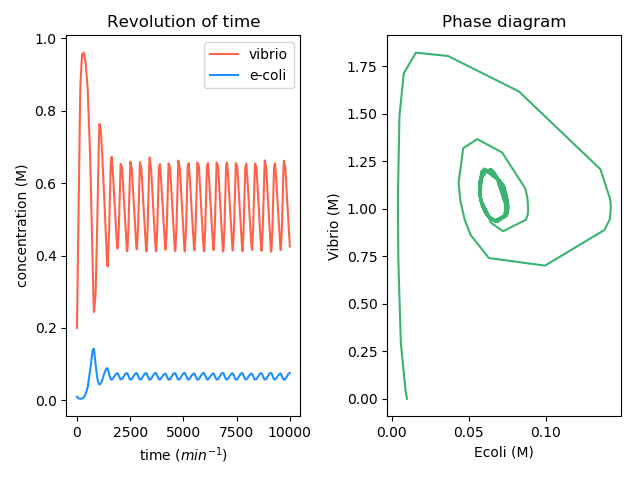 Revolution of time
concentration (M)
1.0
0.8
0.6
0.4
0.2
0.0
vibrio
e-coli
0
2500
5000
7500
10000
time (min⁻¹)
Phase diagram
Vibrio (M)
1.75
1.50
1.25
1.00
0.75
0.50
0.25
0.00
0.00
0.05
0.10
Ecoli (M)